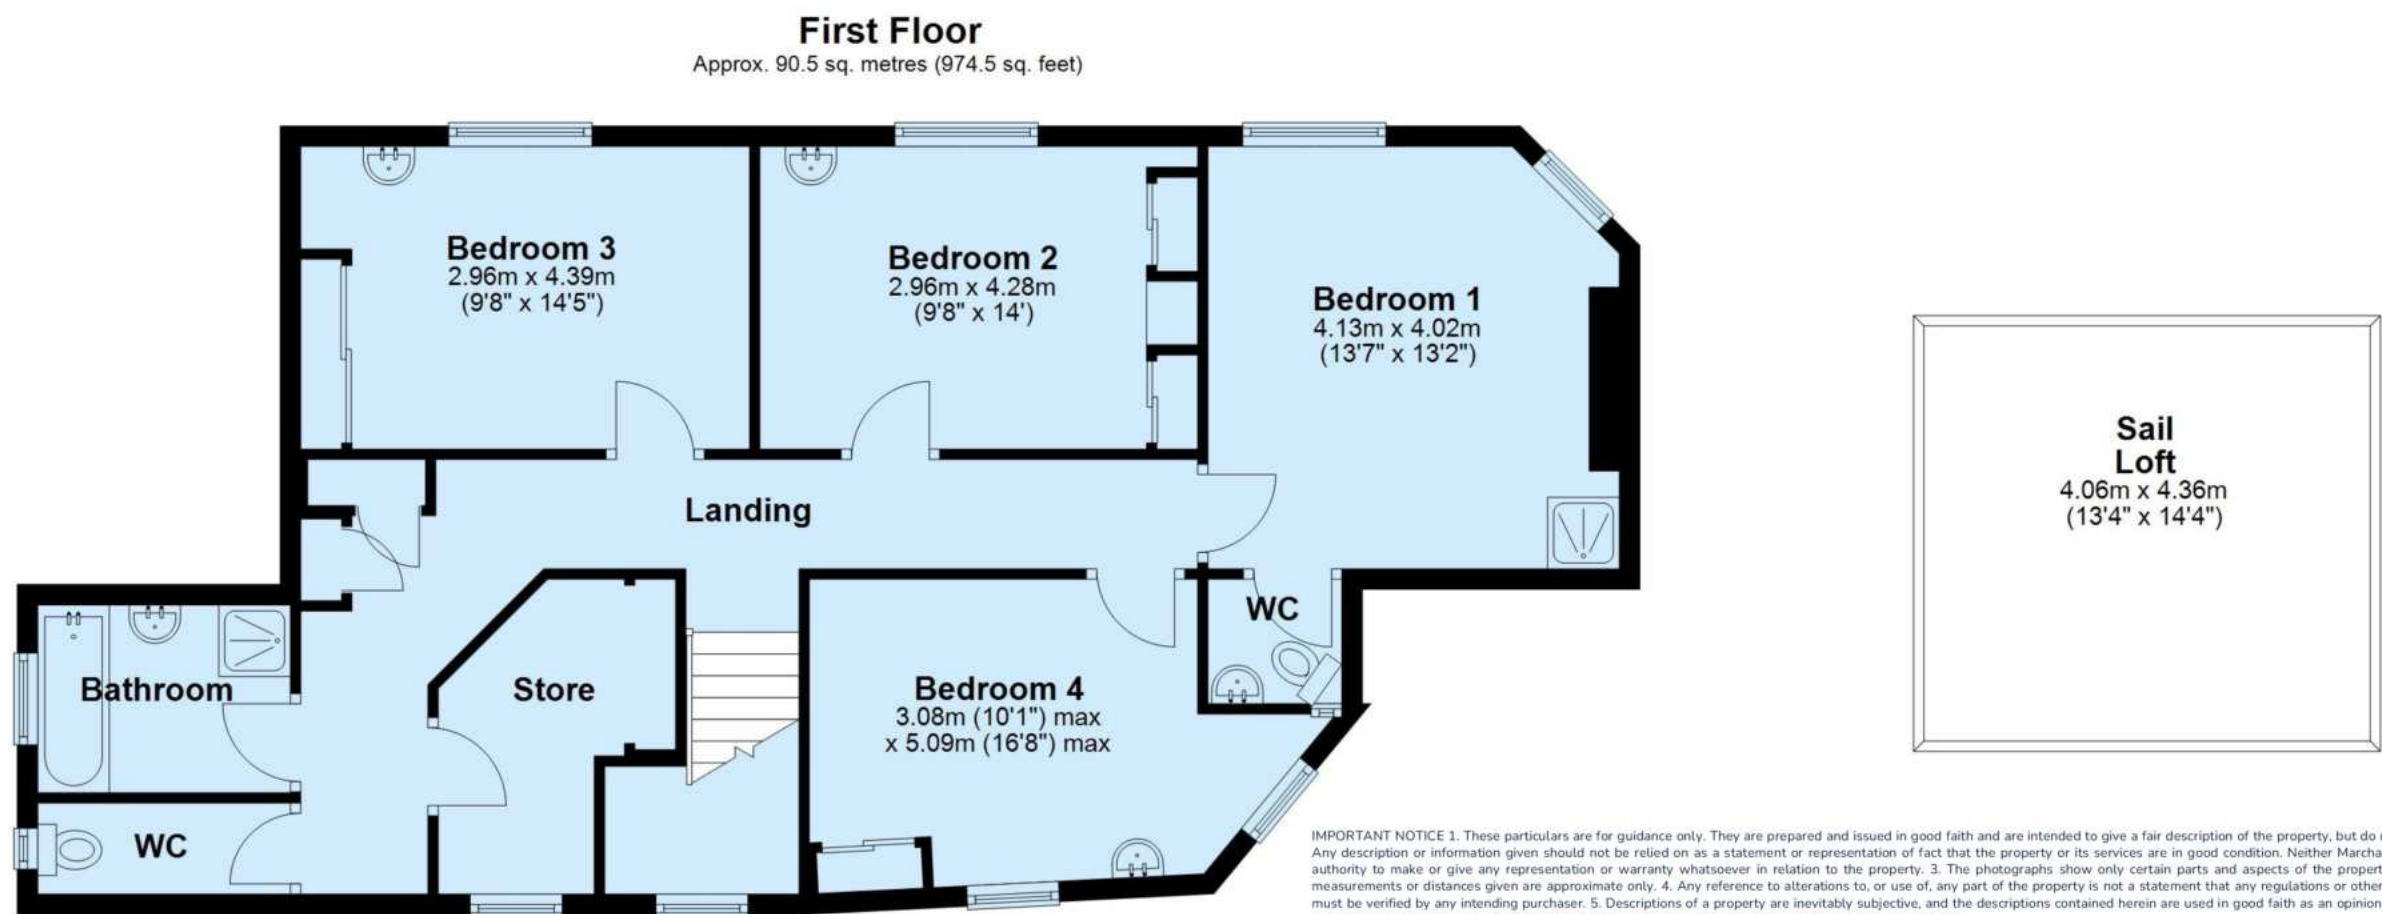 First Floor
Approx. 90.5 sq. metres (974.5 sq. feet)
Bedroom 3
2.96m x 4.39m
(9'8" x 14'5")
Bedroom 2
2.96m x 4.28m
(9'8" x 14')
Bedroom 1
4.13m x 4.02m
(13'7" x 13'2")
Sail
Loft
4.06m x 4.36m
(13'4" x 14'4")
Landing
WC
Bathroom
Store
Bedroom 4
3.08m (10'1") max
x 5.09m (16'8") max
WC
IMPORTANT NOTICE 1. These particulars are for guidance only. They are prepared and issued in good faith and are intended to give a fair description of the property, but do
Any description or information given should not be relied on as a statement or representation of fact that the property or its services are in good condition. Neither Marcha
authority to make or give any representation or warranty whatsoever in relation to the property. 3. The photographs show only certain parts and aspects of the propert
measurements or distances given are approximate only. 4. Any reference to alterations to, or use of, any part of the property is not a statement that any regulations or other
must be verified by any intending purchaser. 5. Descriptions of a property are inevitably subjective, and the descriptions contained herein are used in good faith as an opinion